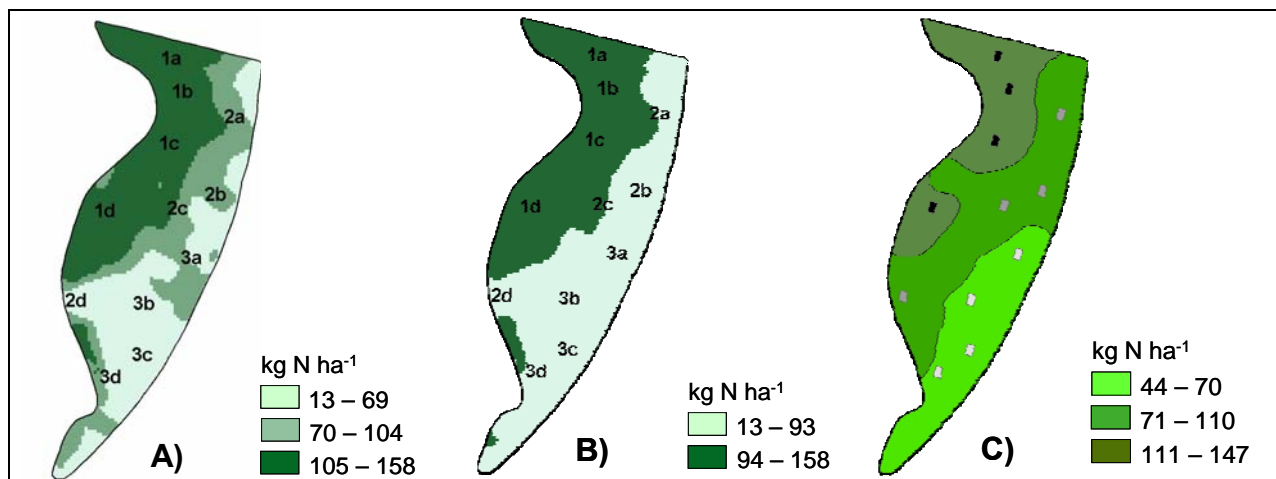 1a
1b
2a
1c
2b
1d
2c
3a
2d
3b
3c
3d
kg N ha-1
13 – 69
70 – 104
105 – 158
A)
1a
1b
2a
1c
2b
1d
2c
3a
2d
3b
3c
3d
kg N ha-1
13 – 93
94 – 158
B)
kg N ha-1
44 – 70
71 – 110
111 - 147
C)